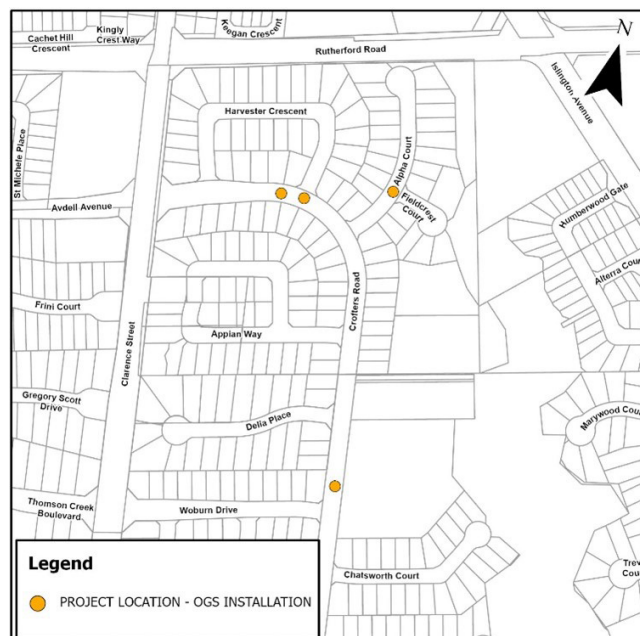 Cachet Hill
Crescent
Kingly
Crest Way
Keegan Crescent
Rutherford Road
N
Islington Avenue
St Michele Place
Harvester Crescent
Alpha Court
Fieldcrest
Court
Humberwood Gate
Avdell Avenue
Alterra Cou
Crofters Road
Frini Court
Clarence Street
Appian Way
Gregory Scott
Drive
Delia Place
Marywood Cou
Thomson Creek
Boulevard
Woburn Drive
Chatsworth Court
Trev
Cou
Legend
PROJECT LOCATION - OGS INSTALLATION